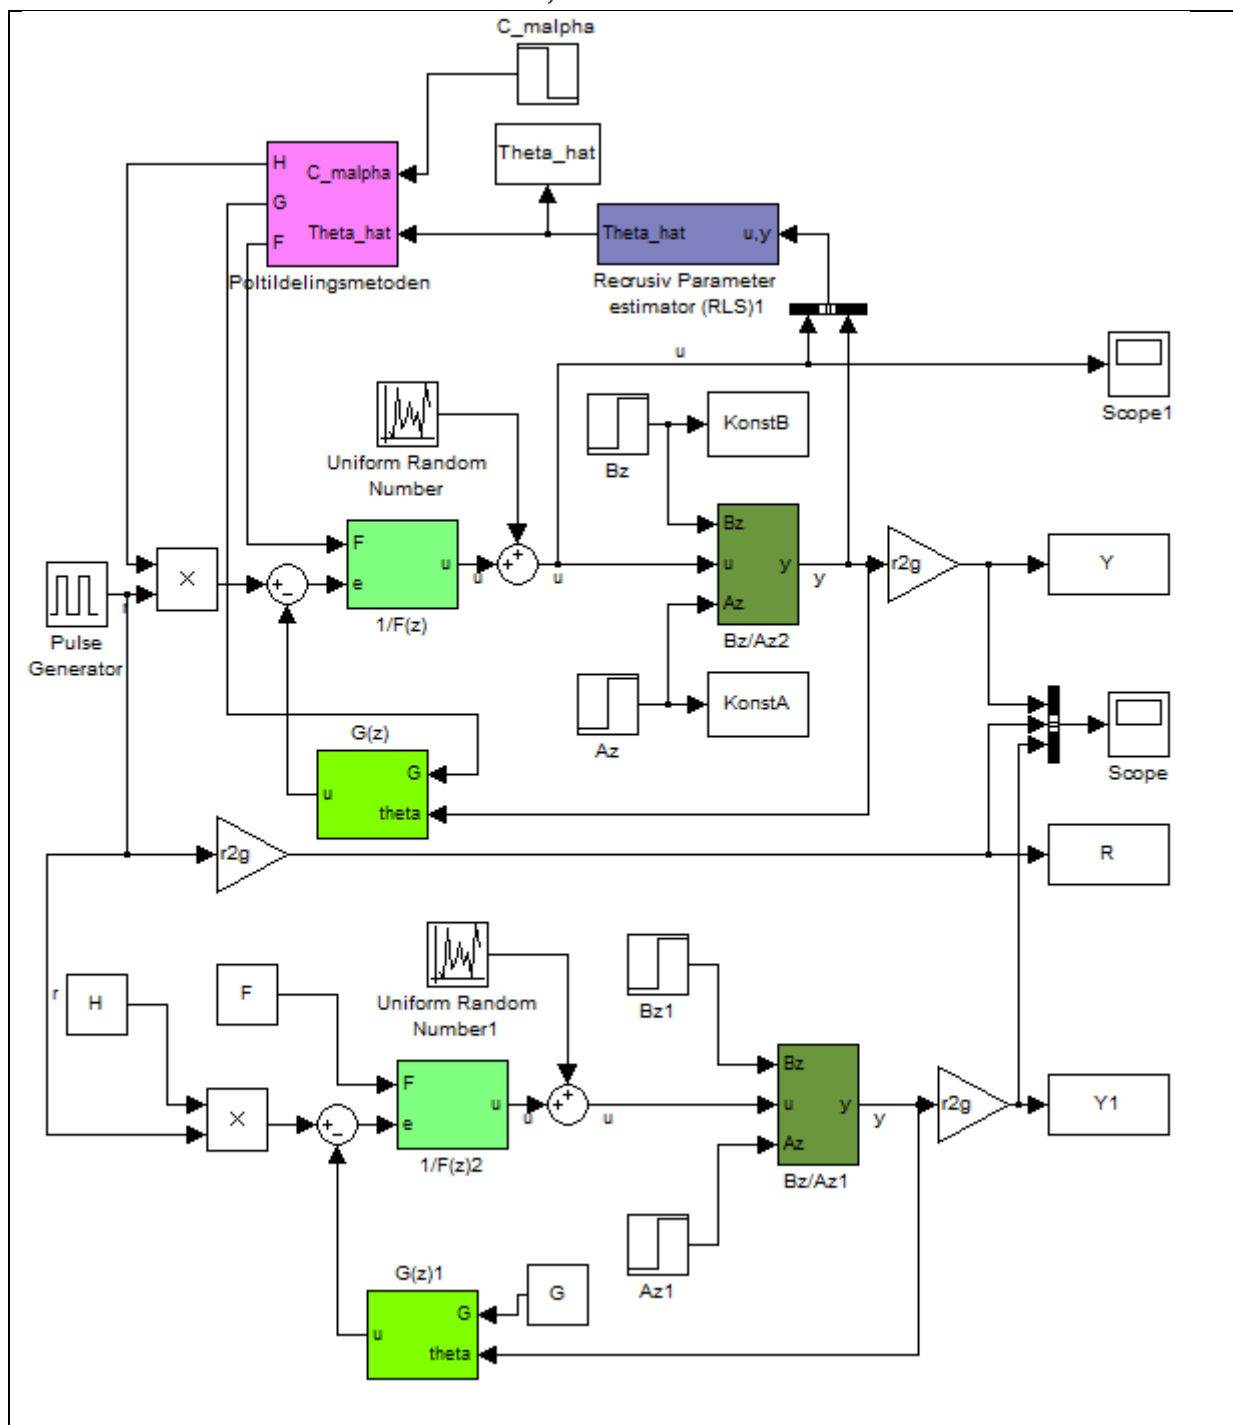 C_malpha
Theta_hat
H
C_malpha
G
Theta_hat
F
Poltildelingsmetoden
Theta_hat
u,y
Recrusiv Parameter
estimator (RLS)1
u
Scope1
Uniform Random
Number
KonstB
Bz
F
u
e
1/F(z)
u
+
+
u
Bz
u
y
Az
Bz/Az2
y
r2g
Y
×
+
−
r
Pulse
Generator
KonstA
Az
Scope
G(z)
G
u
theta
r2g
R
r
H
F
Uniform Random
Number1
Bz1
F
u
e
1/F(z)2
u
+
+
u
Bz
u
y
Az
Bz/Az1
y
r2g
Y1
×
+
−
Az1
G(z)1
G
u
theta
G